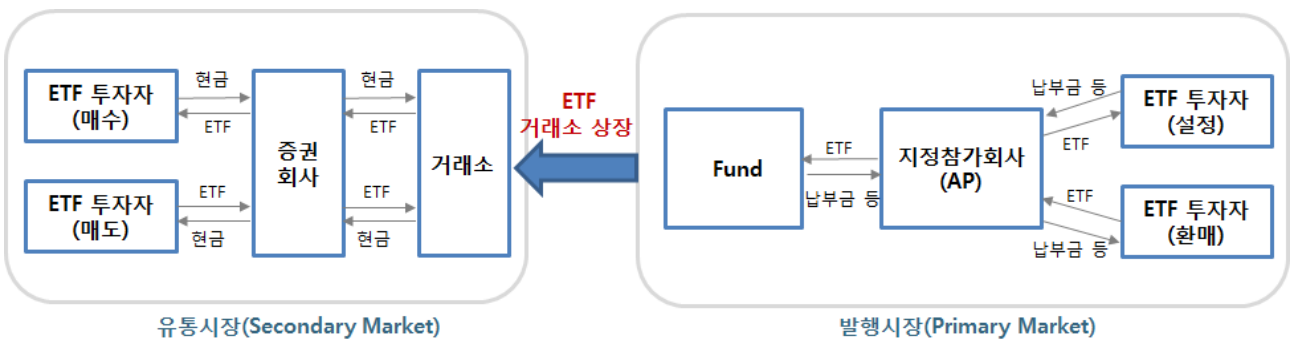 ETF 투자자
(매수)
현금
ETF
증권
회사
현금
ETF
거래소
ETF 투자자
(매도)
ETF
현금
ETF
현금
유통시장(Secondary Market)
ETF
거래소 상장
Fund
ETF
납부금 등
지정참가회사
(AP)
납부금 등
ETF
ETF 투자자
(설정)
ETF
납부금 등
ETF 투자자
(환매)
발행시장(Primary Market)